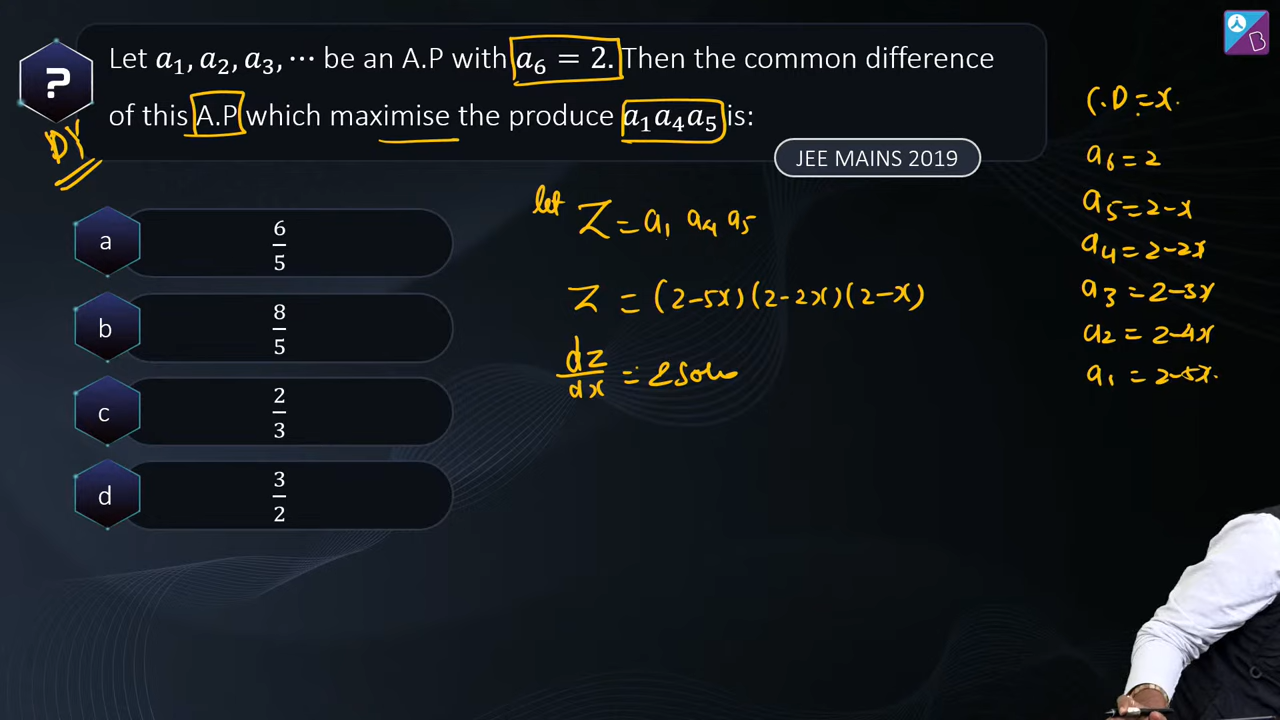 ?
Let a₁, a₂, a₃, ⋯ be an A.P with a₆ = 2. Then the common difference
of this A.P which maximise the produce a₁a₄a₅ is:
DY
JEE MAINS 2019
a 6/5
b 8/5
c 2/3
d 3/2
let Z = a₁ a₄ a₅
Z = (2-5x)(2-2x)(2-x)
dz/dx =
C.D = x.
a₆ = 2
a₅ = 2-x
a₄ = 2-2x
a₃ = 2-3x
a₂ = 2-4x
a₁ = 2-5x.
B